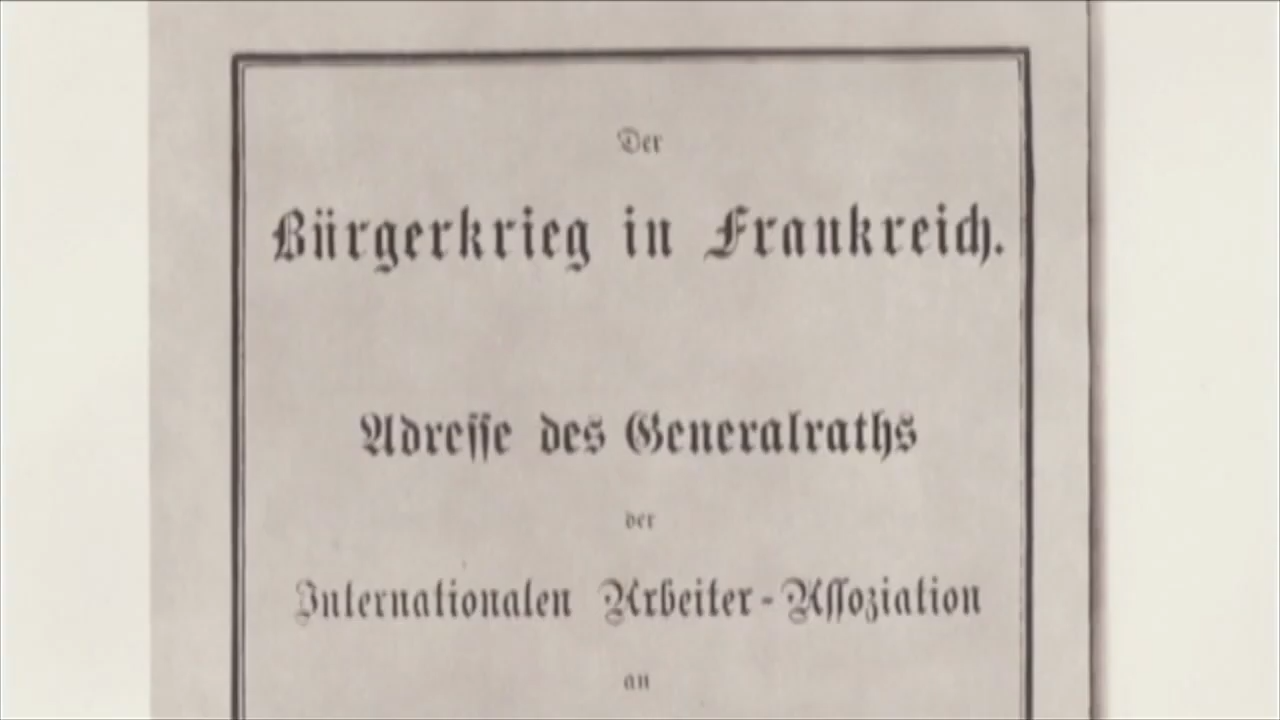 Der
Bürgerkrieg in Frankreich.
Adresse des Generalraths
der
Internationalen Arbeiter-Assoziation
an